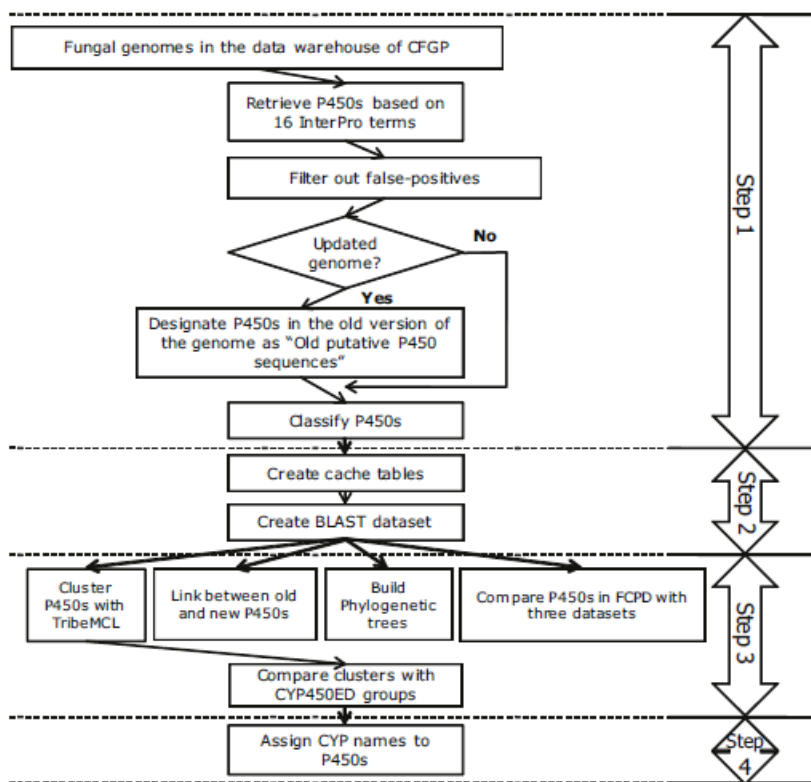 Fungal genomes in the data warehouse of CFGP
Retrieve P450s based on
16 InterPro terms
Filter out false-positives
Updated
genome?
No
Yes
Designate P450s in the old version of
the genome as “Old putative P450
sequences”
Classify P450s
Step 1
Create cache tables
Create BLAST dataset
Step 2
Cluster
P450s with
TribeMCL
Link between old
and new P450s
Build
Phylogenetic
trees
Compare P450s in FCPD with
three datasets
Compare clusters with
CYP450ED groups
Step 3
Assign CYP names to
P450s
Step
4